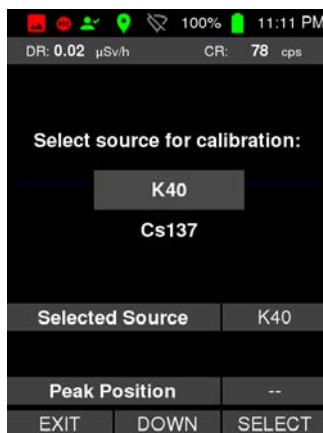 100% 11:11 PM
DR: 0.02 µSv/h CR: 78 cps
Select source for calibration:
K40
Cs137
Selected Source K40
Peak Position --
EXIT DOWN SELECT